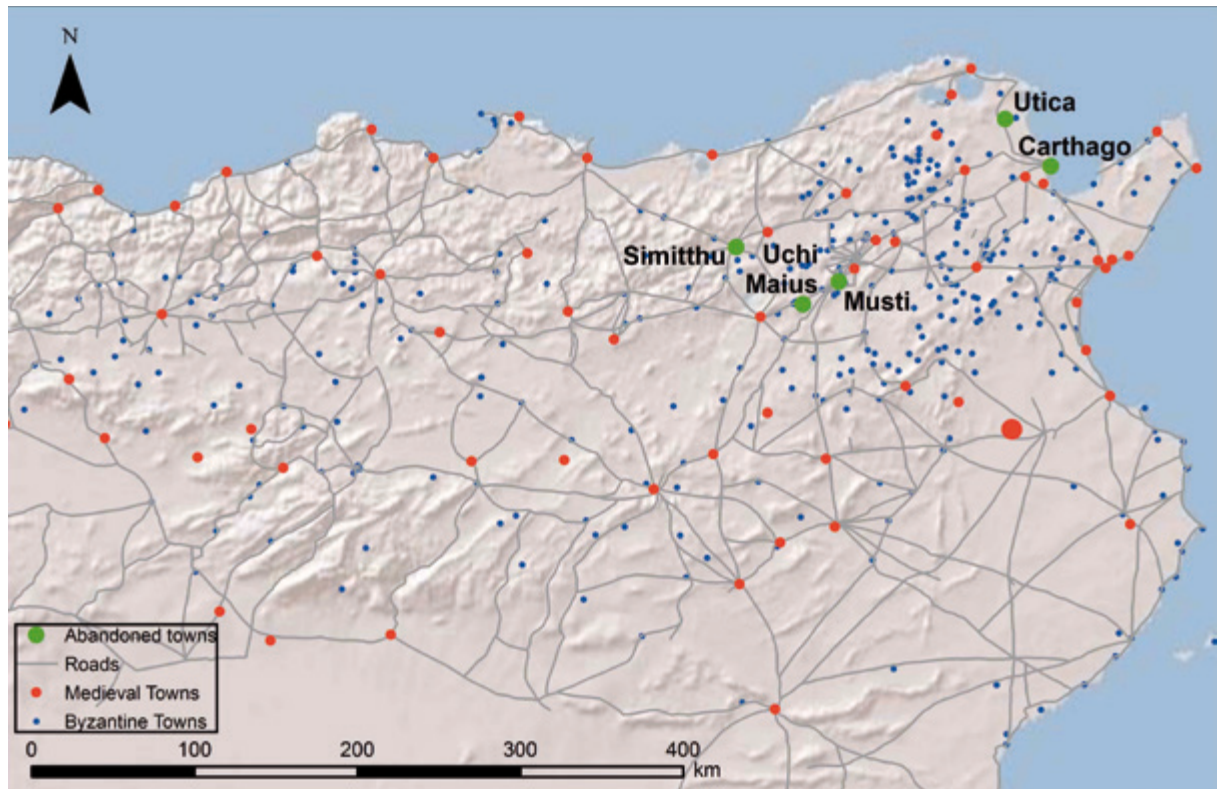 N
Utica
Carthago
Simitthu
Uchi
Maius
Musti
Abandoned towns
Roads
Medieval Towns
Byzantine Towns
0 100 200 300 400
km